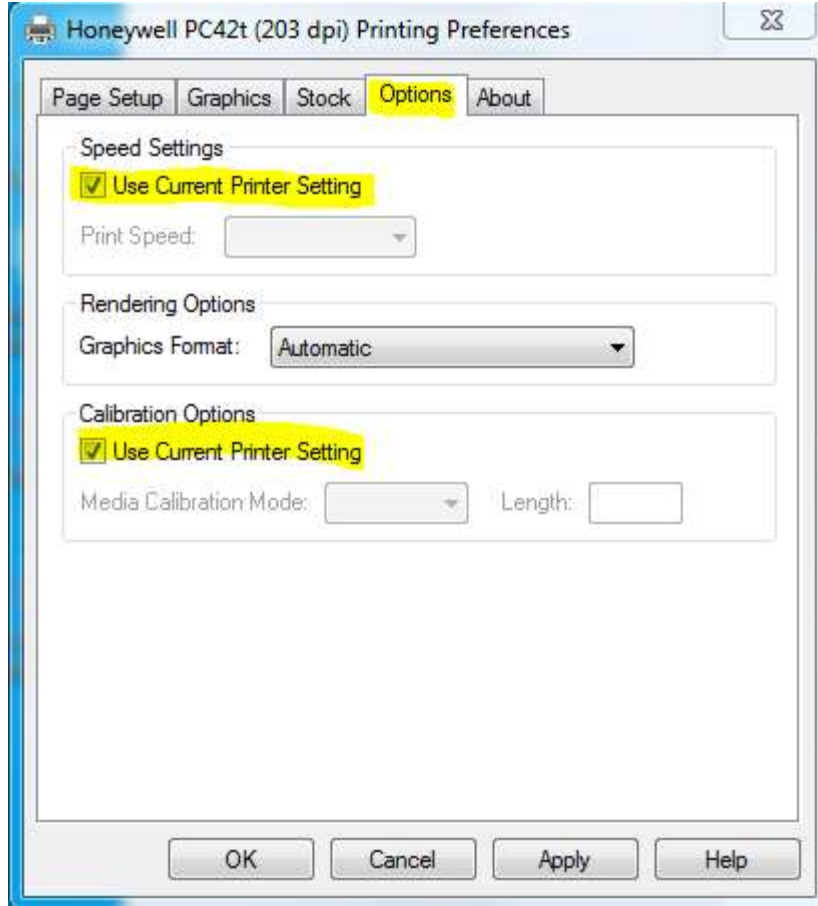 Honeywell PC42t (203 dpi) Printing Preferences
Page Setup Graphics Stock Options About
Speed Settings
Use Current Printer Setting
Print Speed:
Rendering Options
Graphics Format: Automatic
Calibration Options
Use Current Printer Setting
Media Calibration Mode: Length:
OK Cancel Apply Help